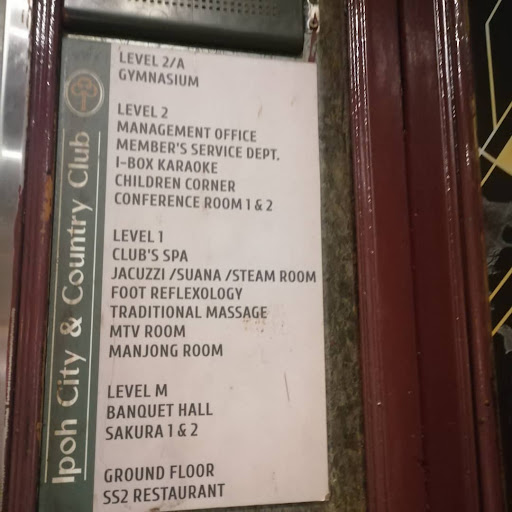 Ipoh City & Country Club
LEVEL 2/A
GYMNASIUM
LEVEL 2
MANAGEMENT OFFICE
MEMBER'S SERVICE DEPT.
I-BOX KARAOKE
CHILDREN CORNER
CONFERENCE ROOM 1 & 2
LEVEL 1
CLUB'S SPA
JACUZZI /SUANA /STEAM ROOM
FOOT REFLEXOLOGY
TRADITIONAL MASSAGE
MTV ROOM
MANJONG ROOM
LEVEL M
BANQUET HALL
SAKURA 1 & 2
GROUND FLOOR
SS2 RESTAURANT